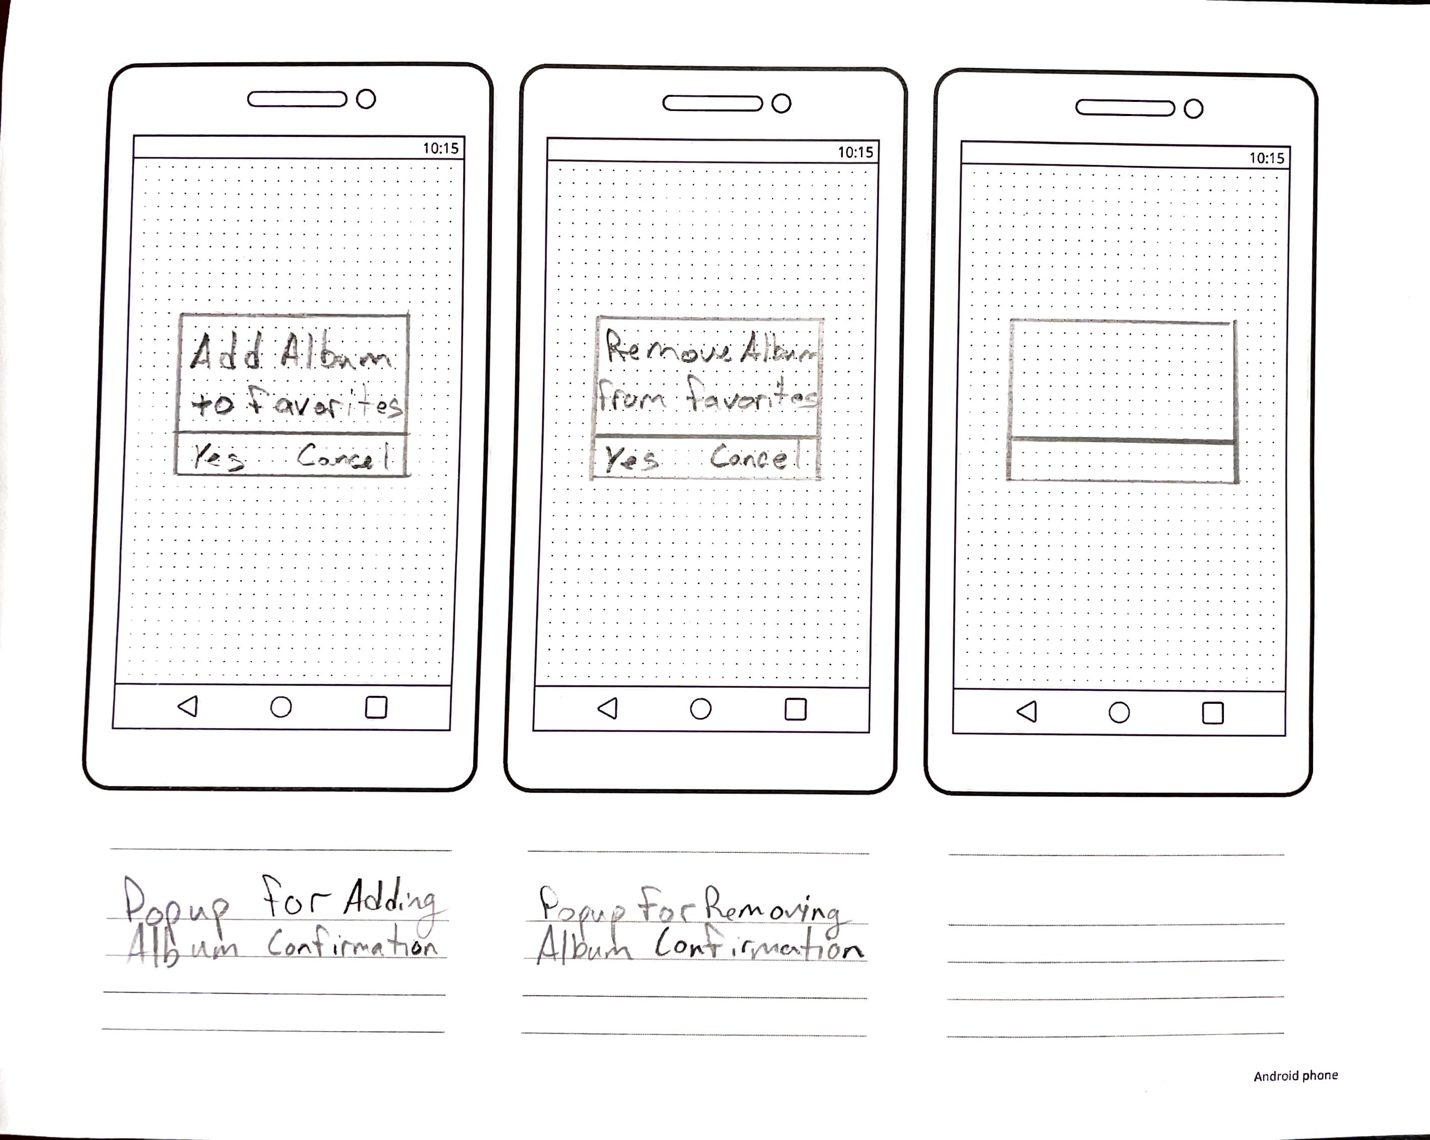 10:15
Add Album
to favorites
Yes Cancel
Popup for Adding
Album Confirmation
10:15
Remove Album
from favorites
Yes Cancel
Popup for Removing
Album Confirmation
10:15
Android phone